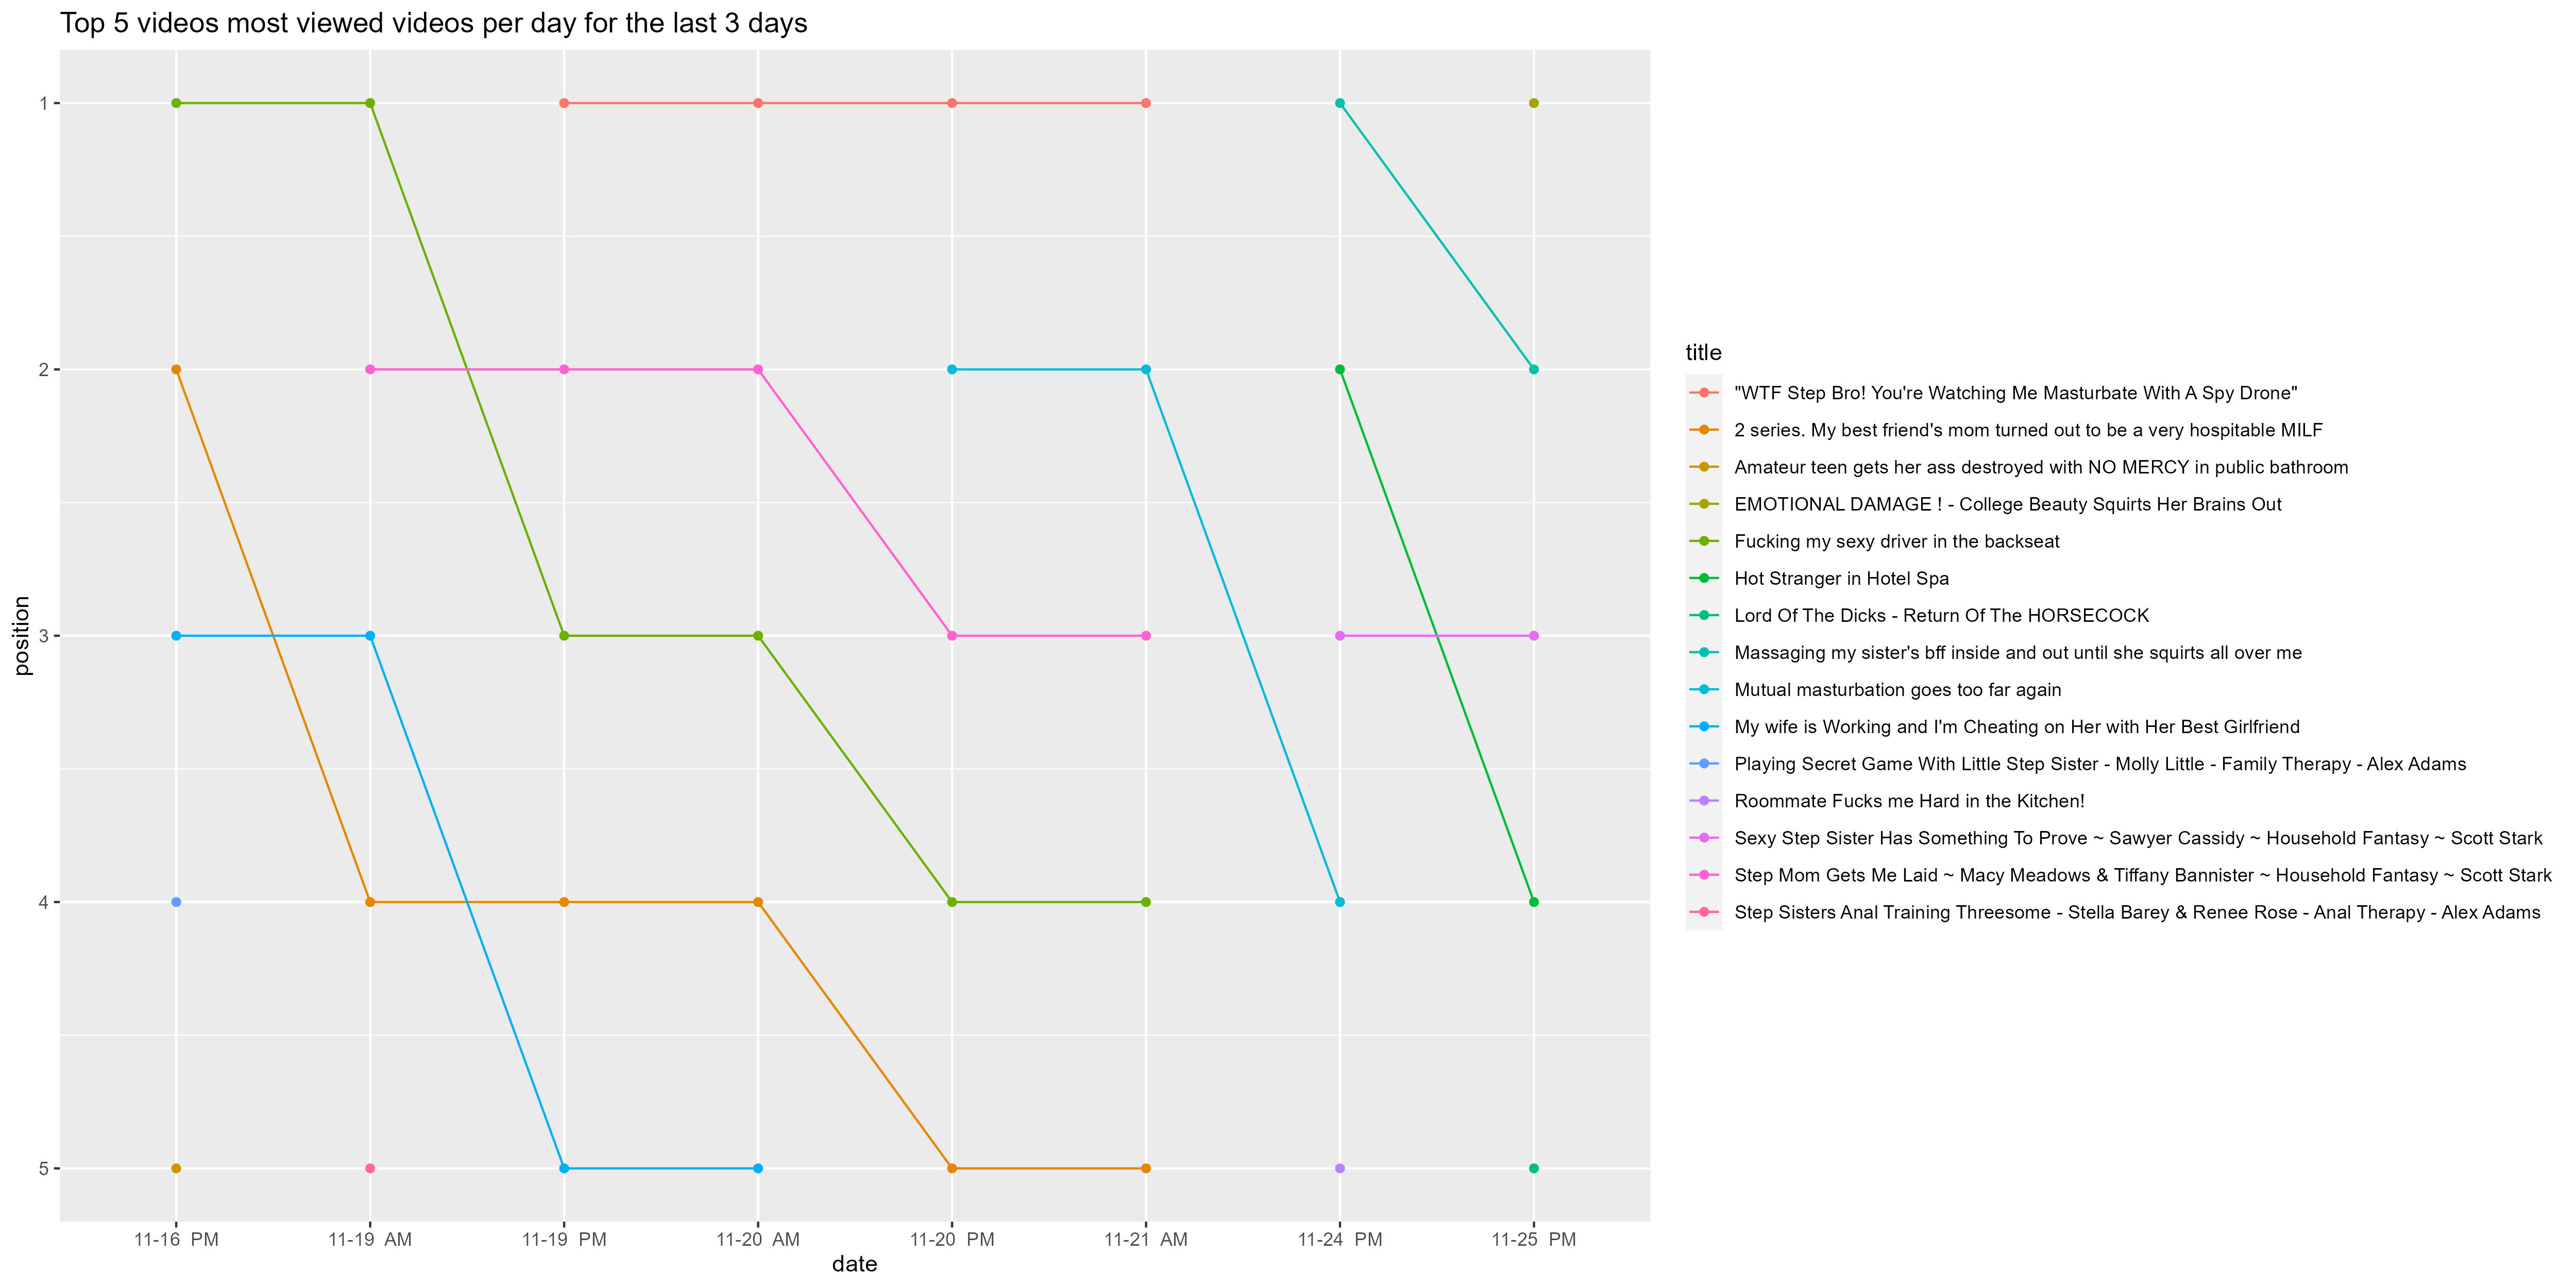 Top 5 videos most viewed videos per day for the last 3 days
position
1
2
3
4
5
11-16 PM
11-19 AM
11-19 PM
11-20 AM
11-20 PM
11-21 AM
11-24 PM
11-25 PM
date
title
"WTF Step Bro! You're Watching Me Masturbate With A Spy Drone"
2 series. My best friend's mom turned out to be a very hospitable MILF
Amateur teen gets her ass destroyed with NO MERCY in public bathroom
EMOTIONAL DAMAGE ! - College Beauty Squirts Her Brains Out
Fucking my sexy driver in the backseat
Hot Stranger in Hotel Spa
Lord Of The Dicks - Return Of The HORSECOCK
Massaging my sister's bff inside and out until she squirts all over me
Mutual masturbation goes too far again
My wife is Working and I'm Cheating on Her with Her Best Girlfriend
Playing Secret Game With Little Step Sister - Molly Little - Family Therapy - Alex Adams
Roommate Fucks me Hard in the Kitchen!
Sexy Step Sister Has Something To Prove ~ Sawyer Cassidy ~ Household Fantasy ~ Scott Stark
Step Mom Gets Me Laid ~ Macy Meadows & Tiffany Bannister ~ Household Fantasy ~ Scott Stark
Step Sisters Anal Training Threesome - Stella Barey & Renee Rose - Anal Therapy - Alex Adams